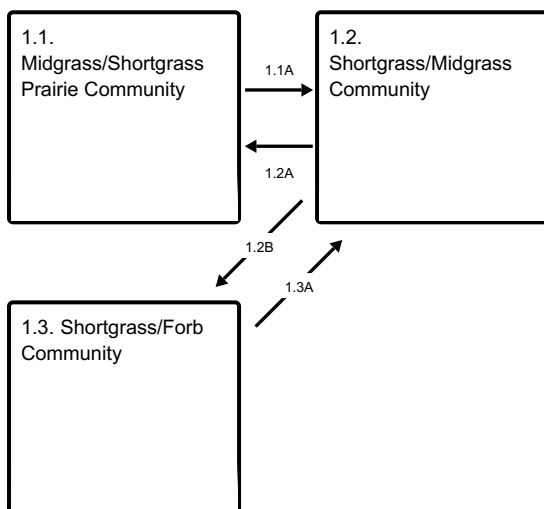 1.1.
Midgrass/Shortgrass
Prairie Community
1.1A
1.2.
Shortgrass/Midgrass
Community
1.2A
1.2B
1.3A
1.3. Shortgrass/Forb
Community